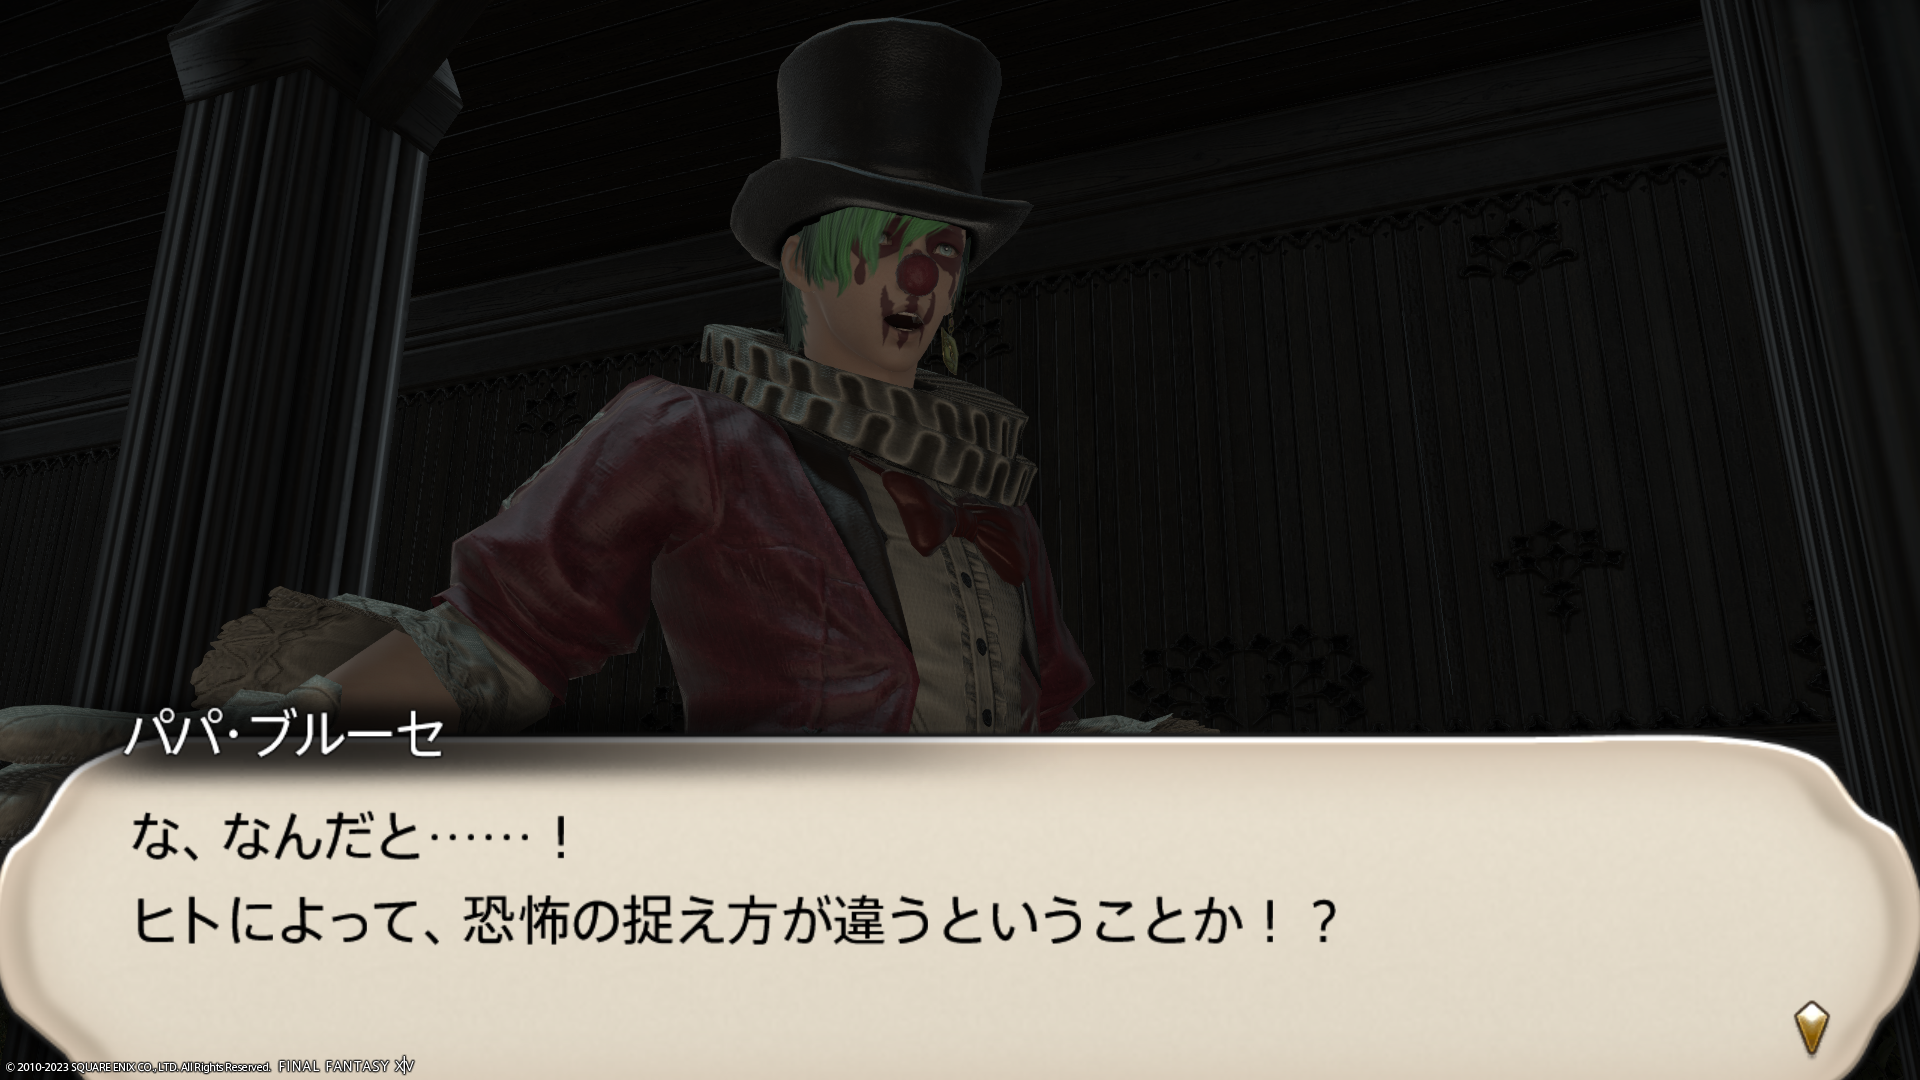 パパ・ブルーセ
な、なんだと……！
ヒトによって、恐怖の捉え方が違うということか！？
© 2010-2023 SQUARE ENIX CO., LTD. All Rights Reserved. FINAL FANTASY XIV